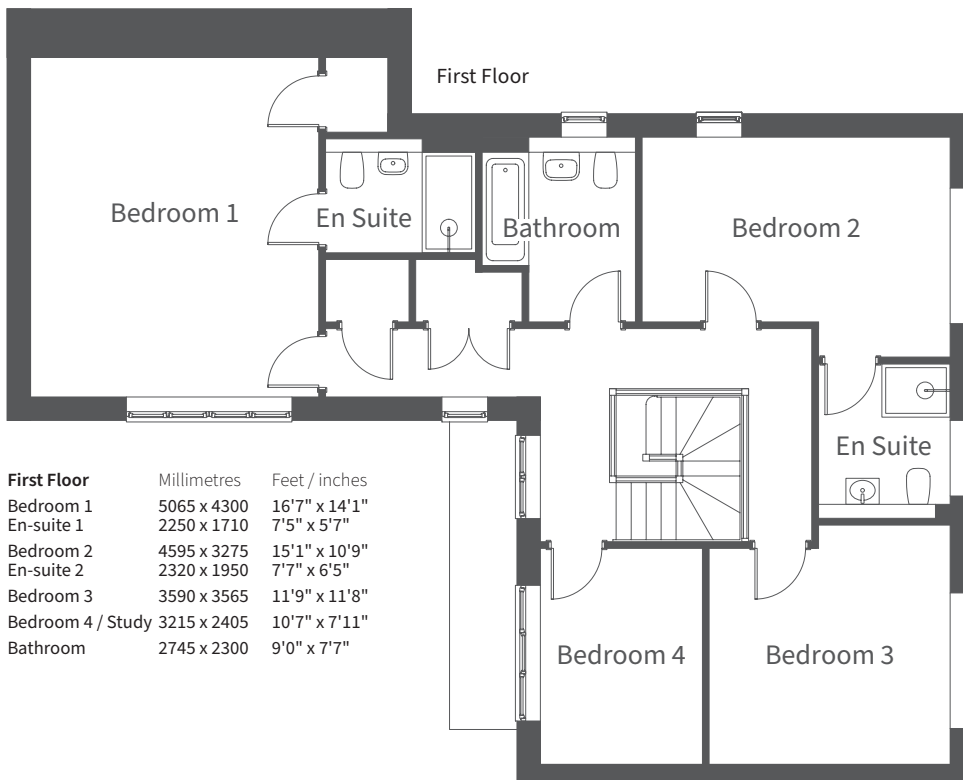 First Floor
Bedroom 1
En Suite
Bathroom
Bedroom 2
En Suite
Bedroom 4
Bedroom 3
First Floor Millimetres Feet / inches
Bedroom 1 5065 x 4300 16'7" x 14'1"
En-suite 1 2250 x 1710 7'5" x 5'7"
Bedroom 2 4595 x 3275 15'1" x 10'9"
En-suite 2 2320 x 1950 7'7" x 6'5"
Bedroom 3 3590 x 3565 11'9" x 11'8"
Bedroom 4 / Study 3215 x 2405 10'7" x 7'11"
Bathroom 2745 x 2300 9'0" x 7'7"